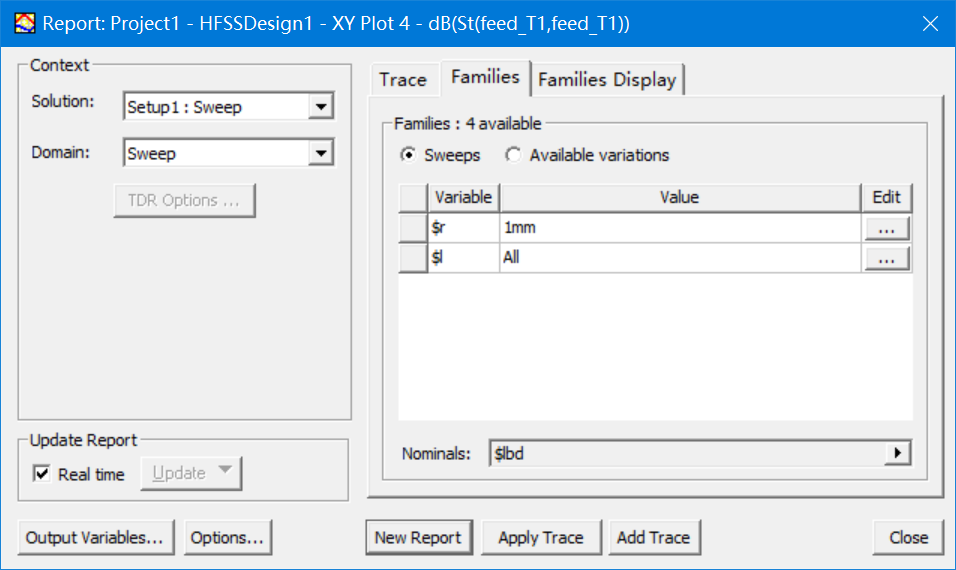 Report: Project1 - HFSSDesign1 - XY Plot 4 - dB(St(feed_T1,feed_T1))
Context
Solution:
Setup1 : Sweep
Domain:
Sweep
TDR Options ...
Update Report
Real time
Update
Trace
Families
Families Display
Families : 4 available
Sweeps
Available variations
Variable
Value
Edit
$r
1mm
...
$l
All
...
Nominals:
$lbd
Output Variables...
Options...
New Report
Apply Trace
Add Trace
Close